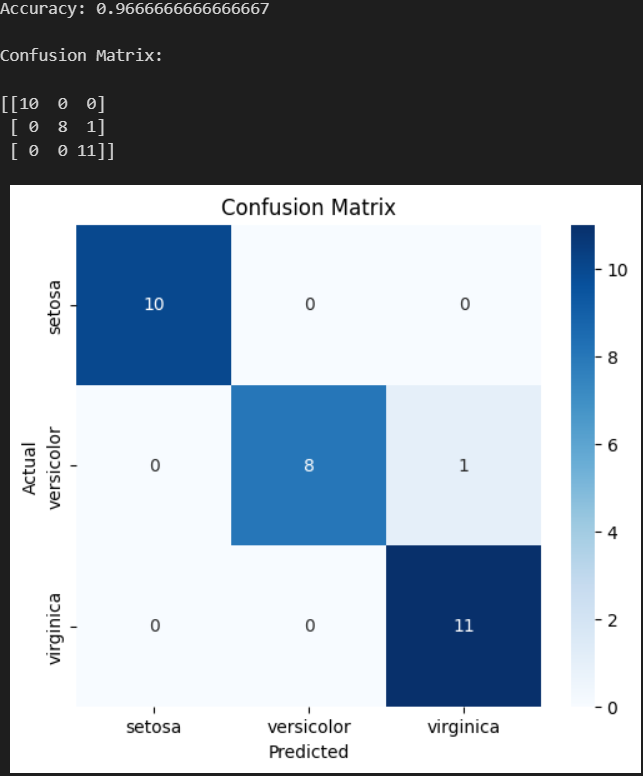 Accuracy: 0.9666666666666667
Confusion Matrix:
[[10  0  0]
 [ 0  8  1]
 [ 0  0 11]]
Confusion Matrix
setosa 10 0 0
versicolor 0 8 1
virginica 0 0 11
Actual
setosa versicolor virginica
Predicted
10
8
6
4
2
0